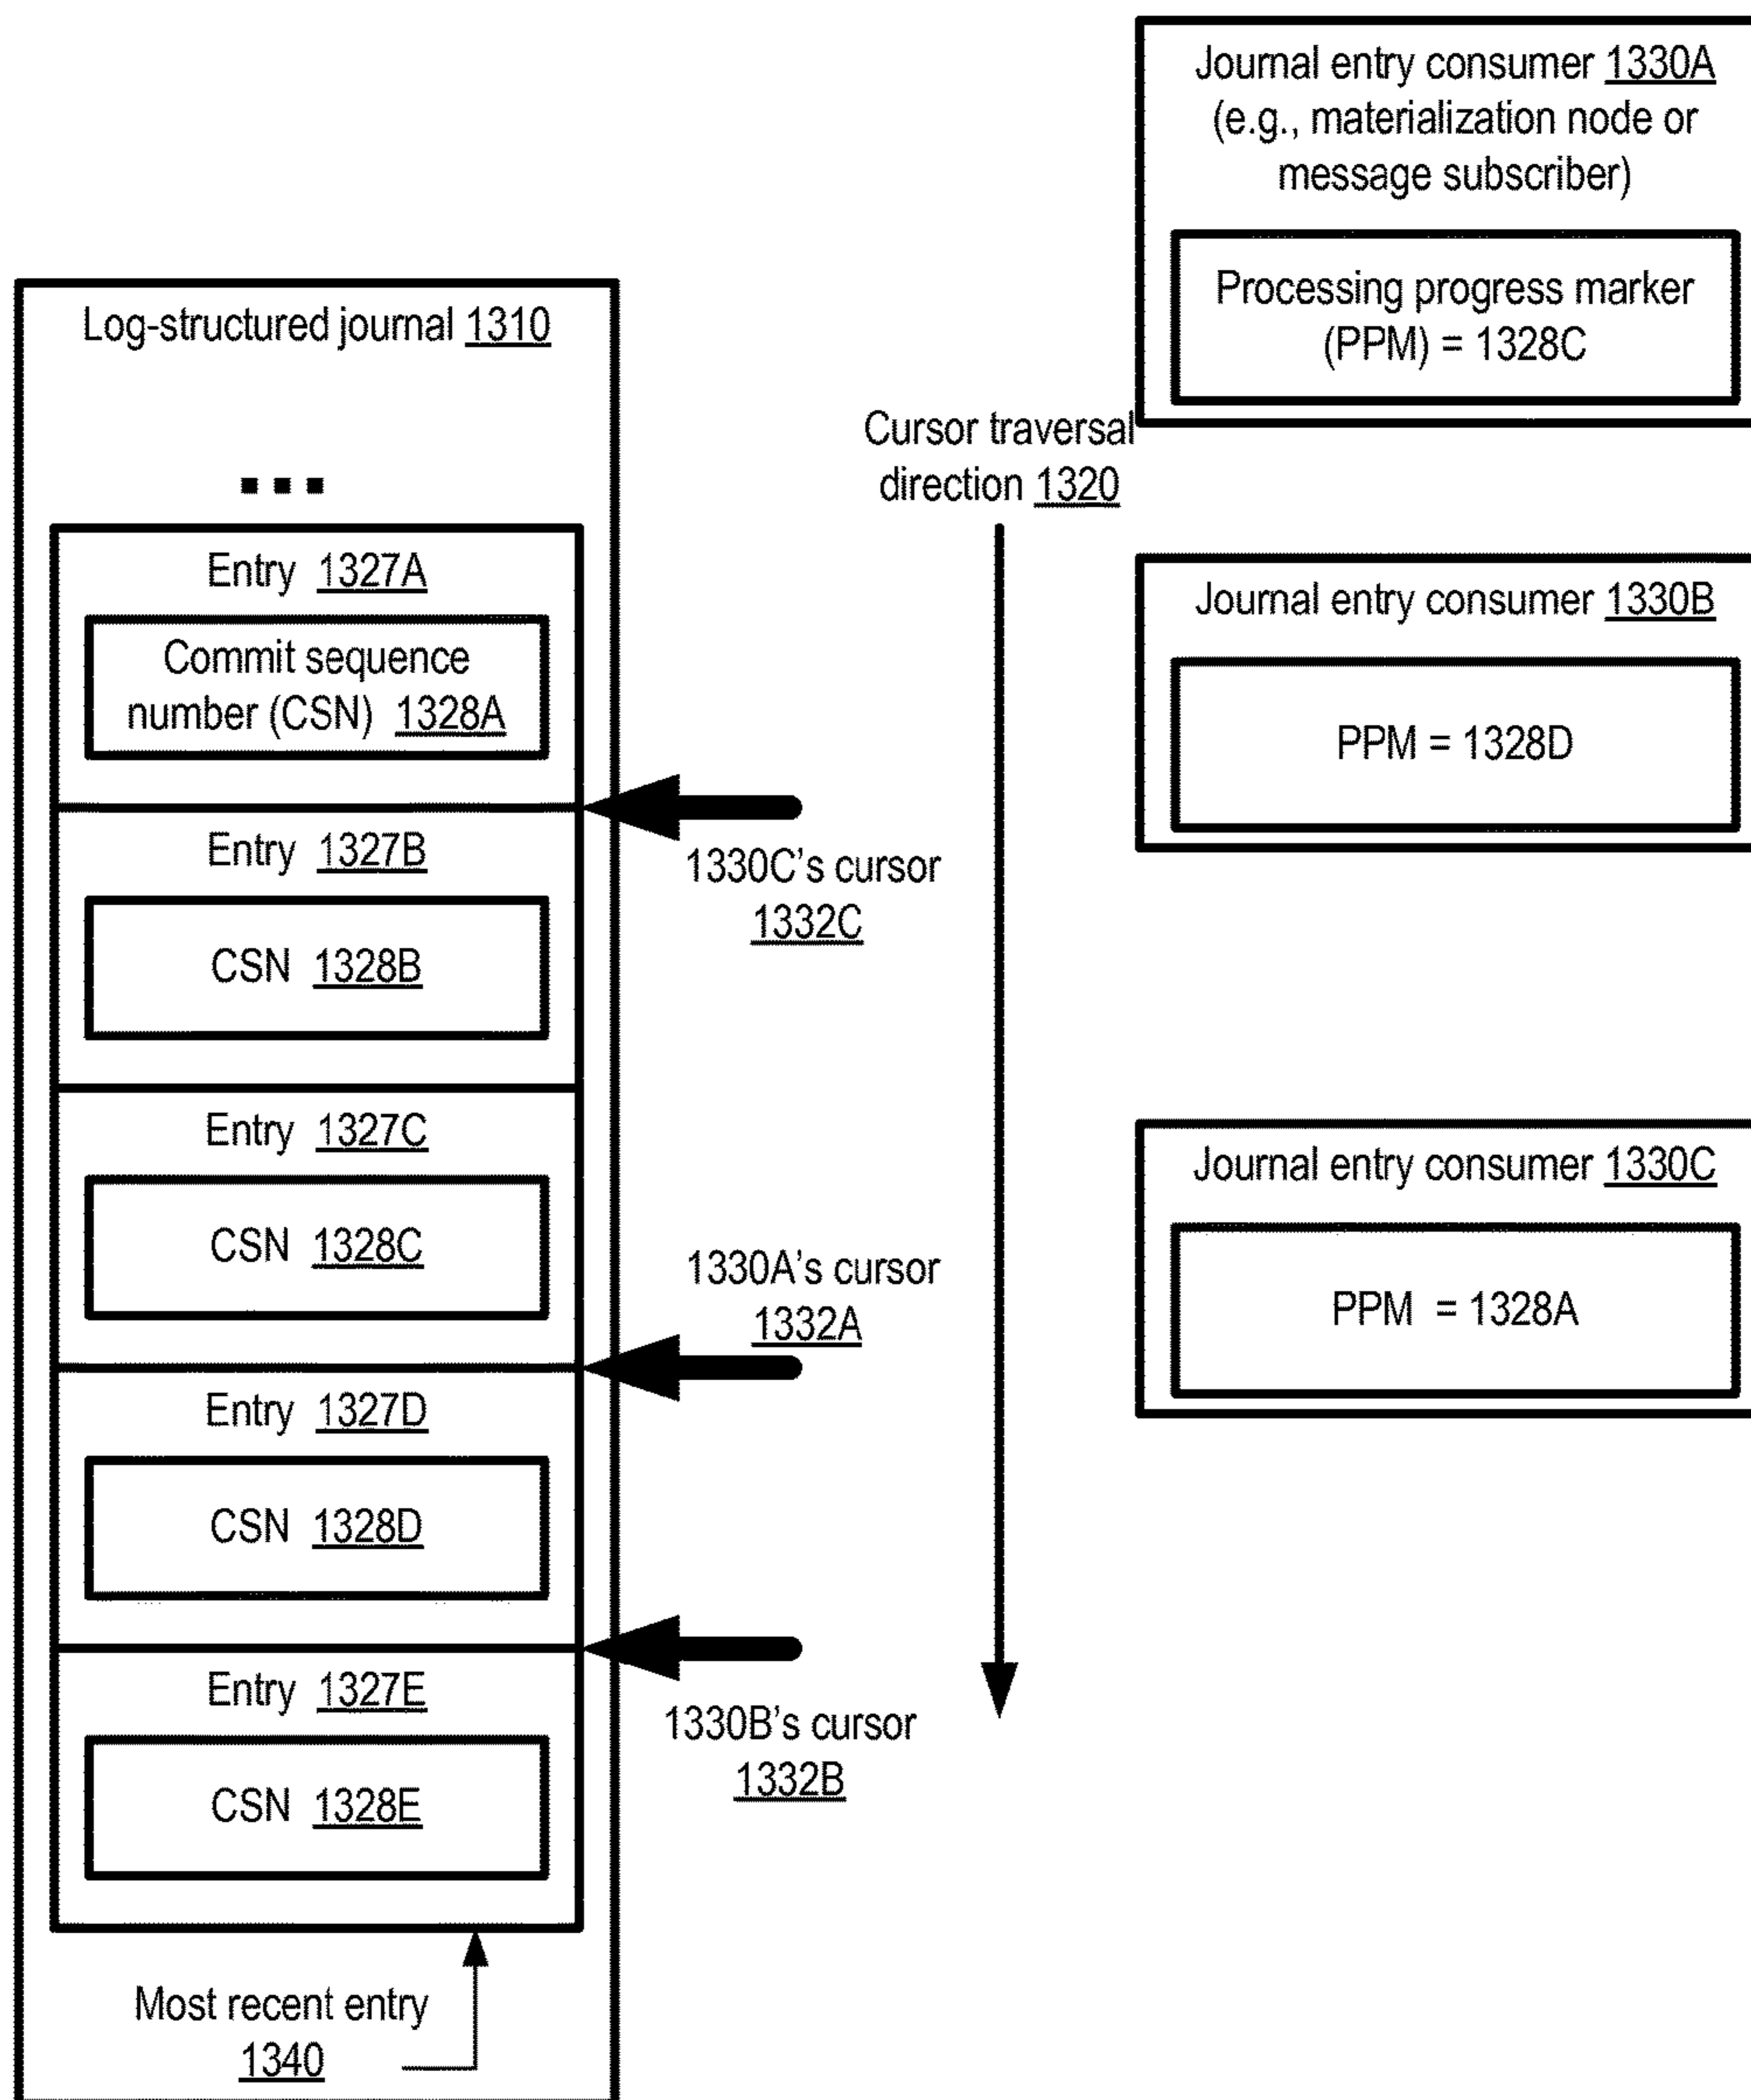 Log-structured journal 1310
...
Entry 1327A
Commit sequence
number (CSN) 1328A
Entry 1327B
CSN 1328B
Entry 1327C
CSN 1328C
Entry 1327D
CSN 1328D
Entry 1327E
CSN 1328E
Most recent entry
1340
1330C's cursor
1332C
1330A's cursor
1332A
1330B's cursor
1332B
Cursor traversal
direction 1320
Journal entry consumer 1330A
(e.g., materialization node or
message subscriber)
Processing progress marker
(PPM) = 1328C
Journal entry consumer 1330B
PPM = 1328D
Journal entry consumer 1330C
PPM = 1328A